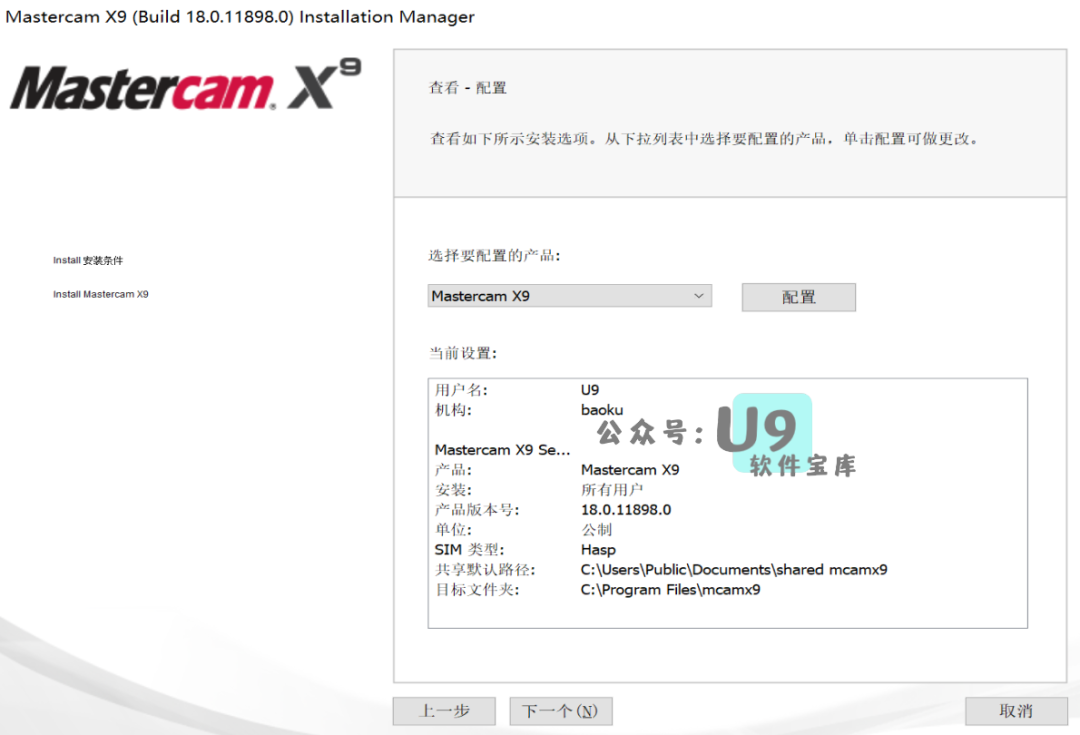 Mastercam X9 (Build 18.0.11898.0) Installation Manager
Mastercam. X9
查看 - 配置
查看如下所示安装选项。从下拉列表中选择要配置的产品，单击配置可做更改。
Install 安装条件
Install Mastercam X9
选择要配置的产品:
Mastercam X9
配置
当前设置:
用户名: U9
机构: baoku
公众号: U9
软件宝库
Mastercam X9 Se...
产品: Mastercam X9
安装: 所有用户
产品版本号: 18.0.11898.0
单位: 公制
SIM 类型: Hasp
共享默认路径: C:\Users\Public\Documents\shared mcamx9
目标文件夹: C:\Program Files\mcamx9
上一步 下一个(N) 取消